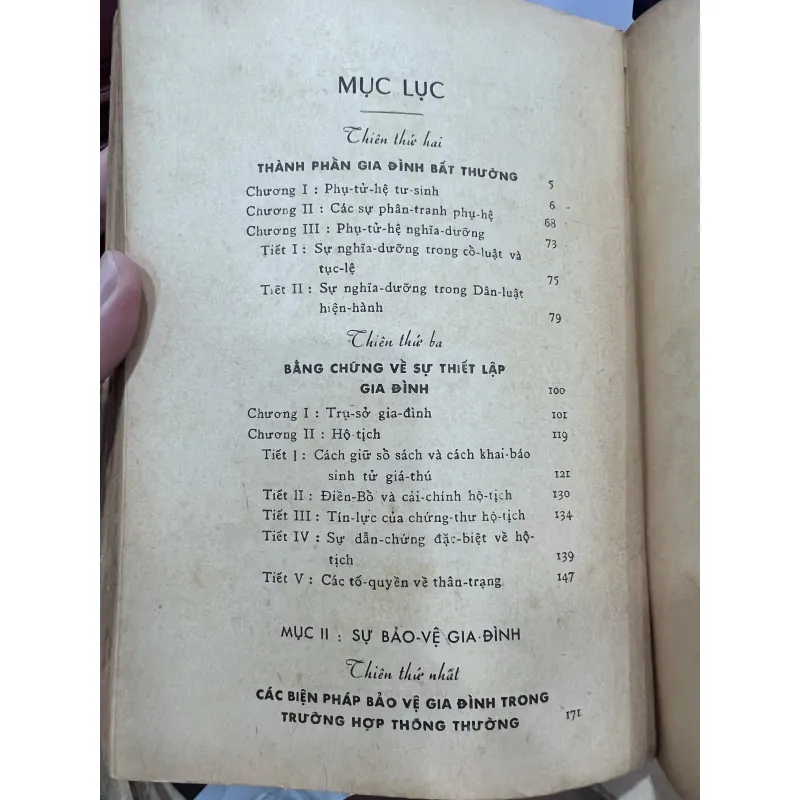 MỤC LỤC
Thiên thứ hai
THÀNH PHẦN GIA ĐÌNH BẤT THƯỜNG 5
Chương I : Phụ-tử-hệ tư-sinh 6
Chương II : Các sự phân-tranh phụ-hệ 68
Chương III : Phụ-tử-hệ nghĩa-dưỡng 73
Tiết I : Sự nghĩa-dưỡng trong cổ-luật và
tục-lệ 75
Tiết II : Sự nghĩa-dưỡng trong Dân-luật
hiện-hành 79
Thiên thứ ba
BẰNG CHỨNG VỀ SỰ THIẾT LẬP
GIA ĐÌNH 100
Chương I : Trụ-sở gia-đình 101
Chương II : Hộ-tịch 119
Tiết I : Cách giữ sổ sách và cách khai-báo
sinh tử giá-thú 121
Tiết II : Điền-Bổ và cải-chính hộ-tịch 130
Tiết III : Tín-lực của chứng-thư hộ-tịch 134
Tiết IV : Sự dẫn-chứng đặc-biệt về hộ-
tịch 139
Tiết V : Các tố-quyền về thân-trạng 147
MỤC II : SỰ BẢO-VỆ GIA-ĐÌNH
Thiên thứ nhất
CÁC BIỆN PHÁP BẢO VỆ GIA ĐÌNH TRONG
TRƯỜNG HỢP THÔNG THƯỜNG 171